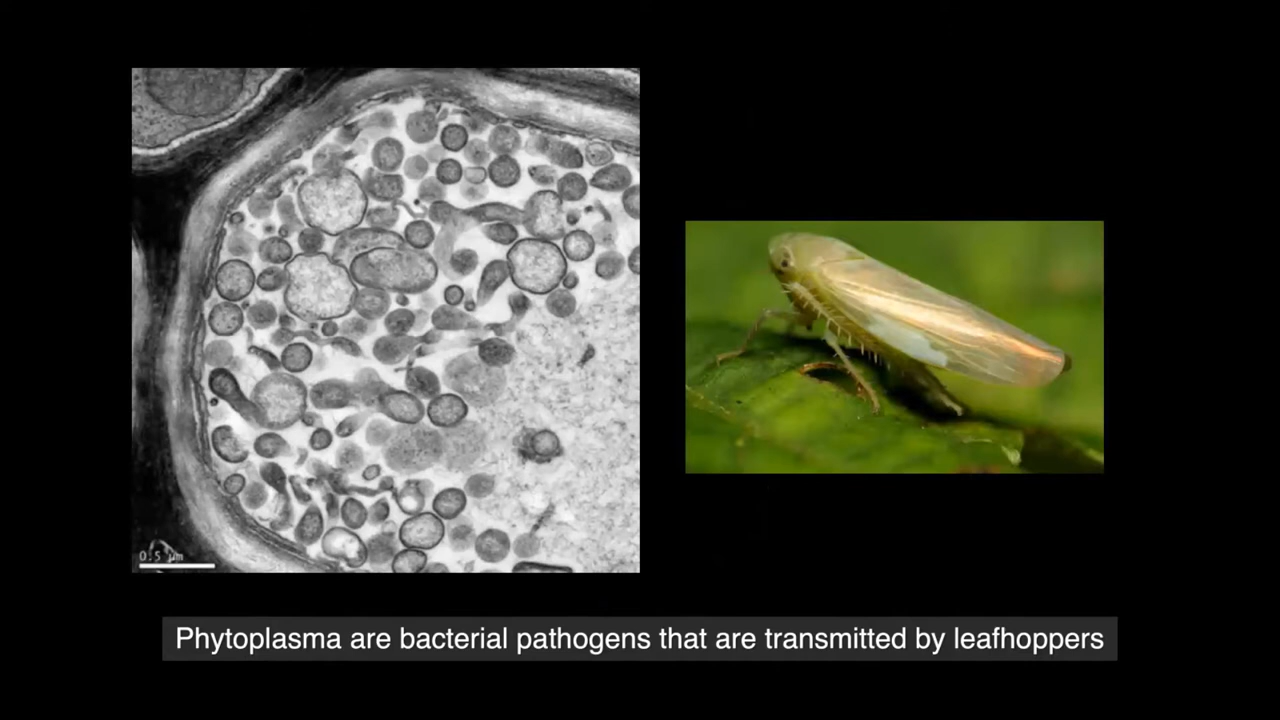 0.5 µm
Phytoplasma are bacterial pathogens that are transmitted by leafhoppers